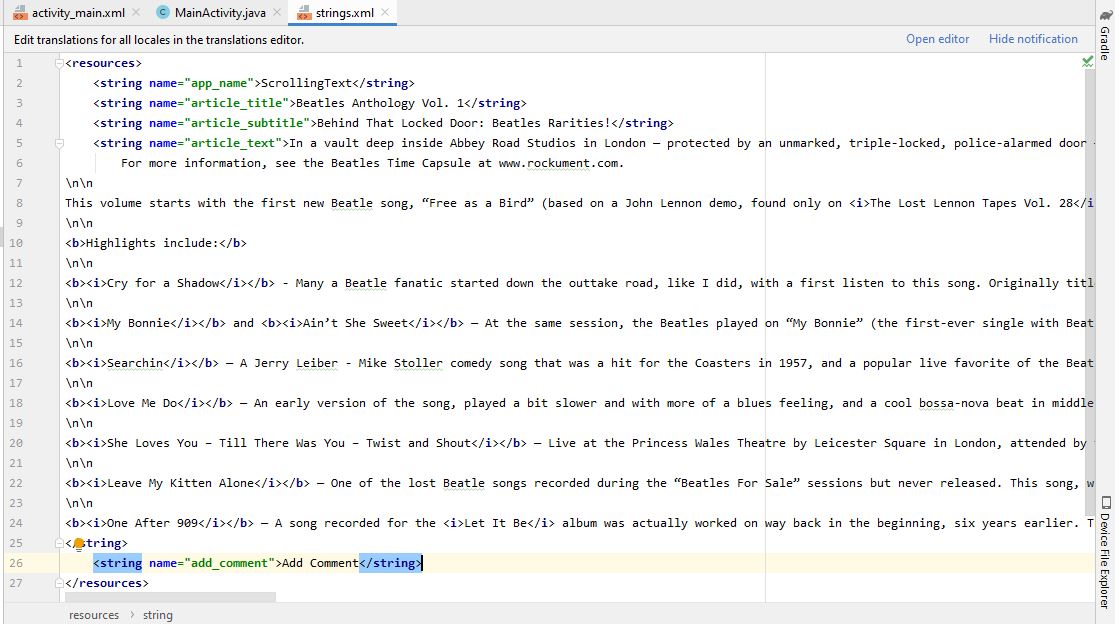 activity_main.xml MainActivity.java strings.xml
Edit translations for all locales in the translations editor. Open editor Hide notification
1 <resources>
2 <string name="app_name">ScrollingText</string>
3 <string name="article_title">Beatles Anthology Vol. 1</string>
4 <string name="article_subtitle">Behind That Locked Door: Beatles Rarities!</string>
5 <string name="article_text">In a vault deep inside Abbey Road Studios in London — protected by an unmarked, triple-locked, police-alarmed door
6 For more information, see the Beatles Time Capsule at www.rockument.com.
7 \n\n
8 This volume starts with the first new Beatle song, “Free as a Bird” (based on a John Lennon demo, found only on <i>The Lost Lennon Tapes Vol. 28</i
9 \n\n
10 <b>Highlights include:</b>
11 \n\n
12 <b><i>Cry for a Shadow</i></b> - Many a Beatle fanatic started down the outtake road, like I did, with a first listen to this song. Originally titl
13 \n\n
14 <b><i>My Bonnie</i></b> and <b><i>Ain’t She Sweet</i></b> — At the same session, the Beatles played on “My Bonnie” (the first-ever single with Beat
15 \n\n
16 <b><i>Searchin</i></b> — A Jerry Leiber - Mike Stoller comedy song that was a hit for the Coasters in 1957, and a popular live favorite of the Beat
17 \n\n
18 <b><i>Love Me Do</i></b> — An early version of the song, played a bit slower and with more of a blues feeling, and a cool bossa-nova beat in middle
19 \n\n
20 <b><i>She Loves You – Till There Was You – Twist and Shout</i></b> — Live at the Princess Wales Theatre by Leicester Square in London, attended by
21 \n\n
22 <b><i>Leave My Kitten Alone</i></b> — One of the lost Beatle songs recorded during the “Beatles For Sale” sessions but never released. This song, w
23 \n\n
24 <b><i>One After 909</i></b> — A song recorded for the <i>Let It Be</i> album was actually worked on way back in the beginning, six years earlier. T
25 </string>
26 <string name="add_comment">Add Comment</string>
27 </resources>
resources › string
Gradle
Device File Explorer